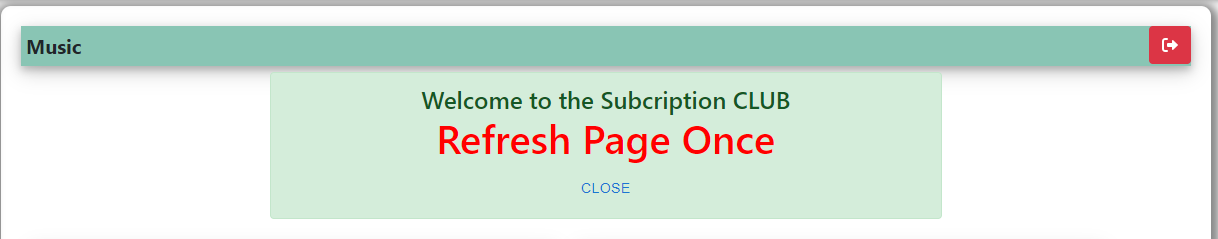 Music
Welcome to the Subcription CLUB
Refresh Page Once
CLOSE